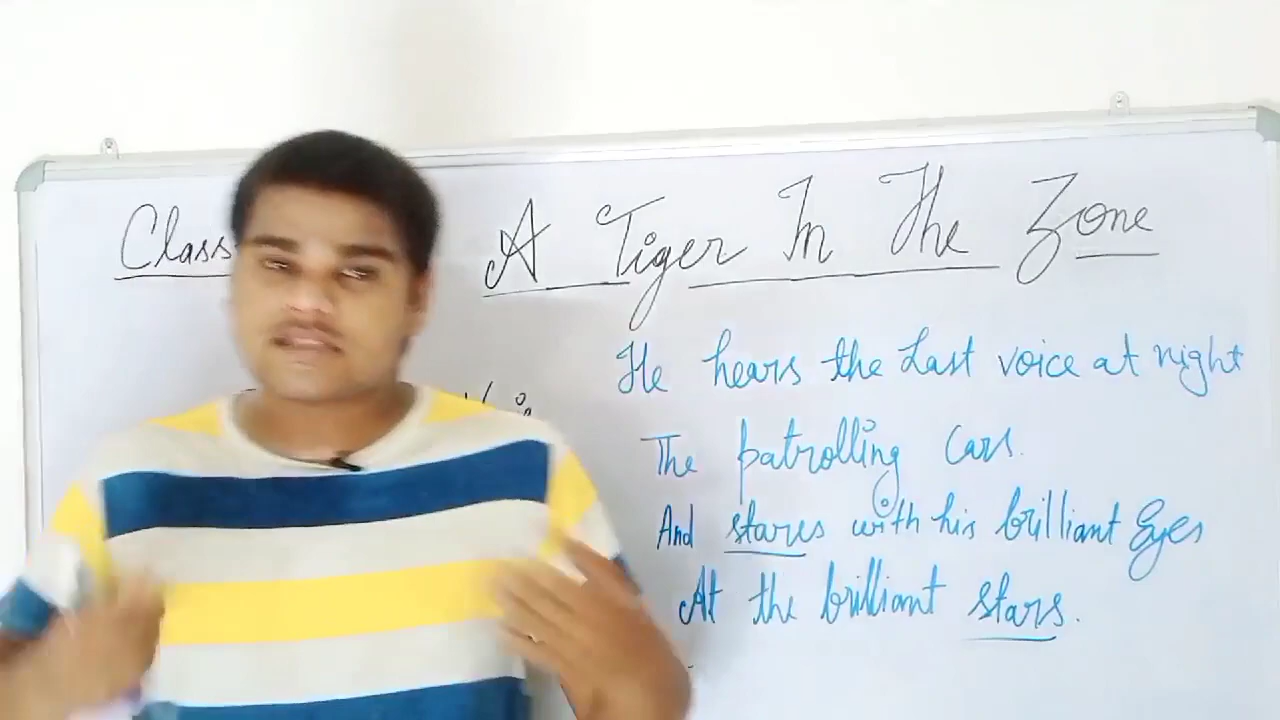 Class
A Tiger In The Zone
He hears the Last voice at night
The patrolling cars.
And stares with his brilliant Eyes
At the brilliant stars.